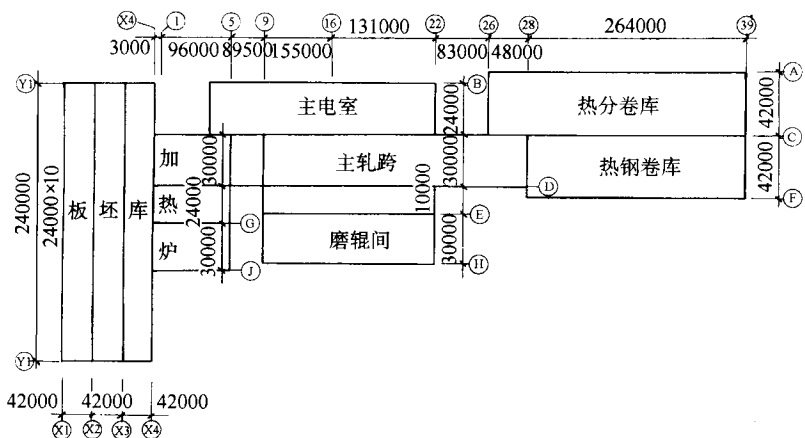 X4 1 5 9 16 22 26 28 39
3000 96000 89500 155000 131000 83000 48000 264000
Y1 B A
主电室 24000 热分卷库 42000
C
加 30000 主轧跨 30000 热钢卷库 42000
240000 24000×10 板 坯 库 热 24000 10000 D F
G E
炉 30000 磨辊间 30000
J H
Y11
42000 42000 42000
X1 X2 X3 X4